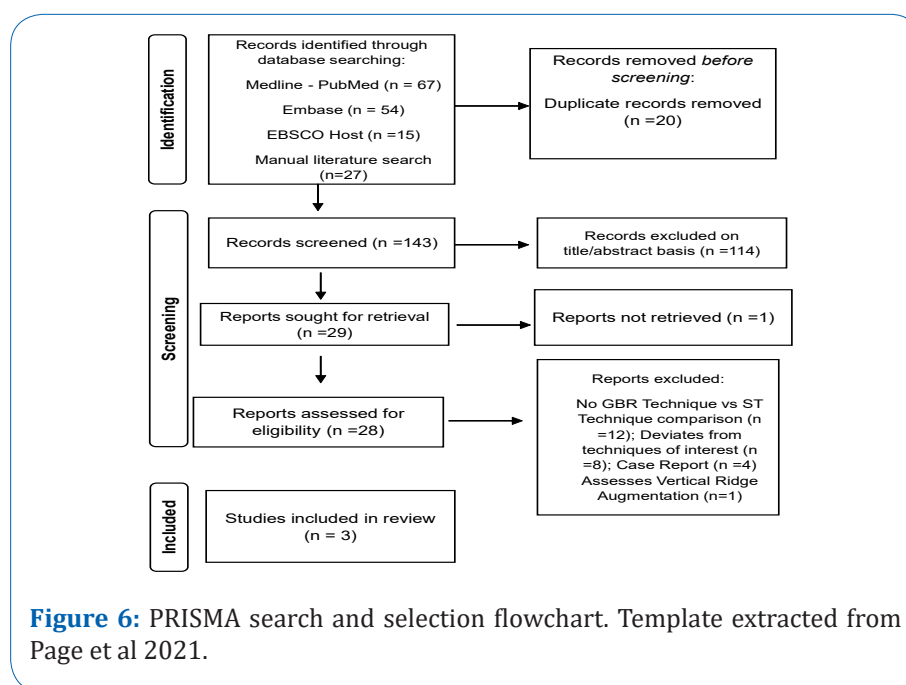 Identification
Records identified through
database searching:
Medline - PubMed (n = 67)
Embase (n = 54)
EBSCO Host (n =15)
Manual literature search
(n=27)
Records removed before
screening:
Duplicate records removed
(n =20)
Screening
Records screened (n =143)
Records excluded on
title/abstract basis (n =114)
Reports sought for retrieval
(n =29)
Reports not retrieved (n =1)
Reports assessed for
eligibility (n =28)
Reports excluded:
No GBR Technique vs ST
Technique comparison (n
=12); Deviates from
techniques of interest (n
=8); Case Report (n =4)
Assesses Vertical Ridge
Augmentation (n=1)
Included
Studies included in review
(n = 3)
Figure 6: PRISMA search and selection flowchart. Template extracted from
Page et al 2021.